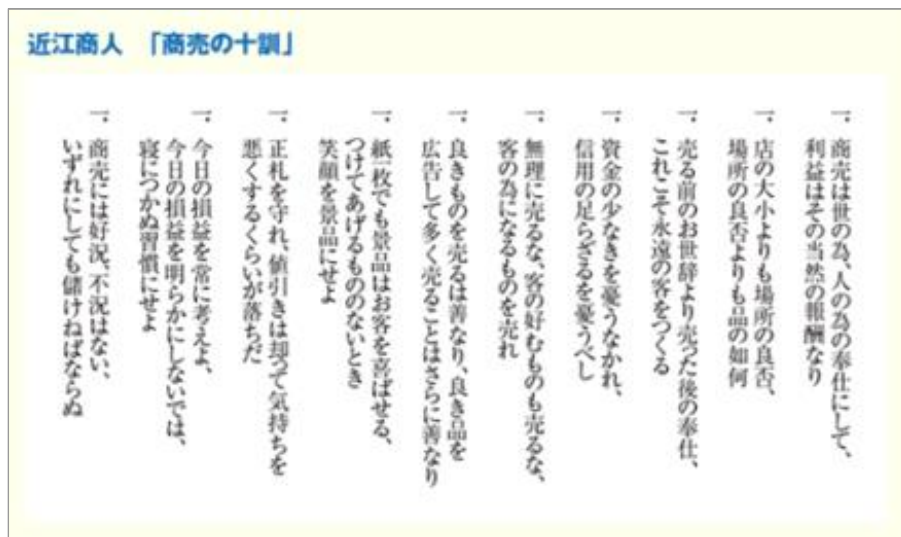 近江商人 「商売の十訓」
一、商売は世の為、人の為の奉仕にして、
利益はその当然の報酬なり
一、店の大小よりも場所の良否、
場所の良否よりも品の如何
一、売る前のお世辞より売った後の奉仕、
これこそ永遠の客をつくる
一、資金の少なきを憂うなかれ、
信用の足らざるを憂うべし
一、無理に売るな、客の好むものも売るな、
客の為になるものを売れ
一、良きものを売るは善なり、良き品を
広告して多く売ることはさらに善なり
一、紙一枚でも景品はお客を喜ばせる、
つけてあげるもののないとき
笑顔を景品にせよ
一、正札を守れ、値引きは却って気持ちを
悪くするくらいが落ちだ
一、今日の損益を常に考えよ、
今日の損益を明らかにしないでは、
寝につかぬ習慣にせよ
一、商売には好況、不況はない、
いずれにしても儲けねばならぬ